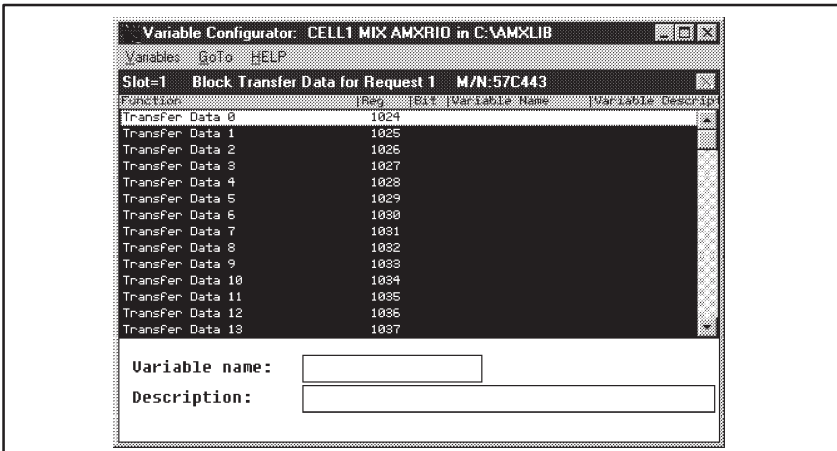 Variable Configurator: CELL1 MIX AMXRIO in C:\AMXLIB
Variables GoTo HELP
Slot=1 Block Transfer Data for Request 1 M/N:57C443
Function |Reg |Bit |Variable Name |Variable Descript
Transfer Data 0 1024
Transfer Data 1 1025
Transfer Data 2 1026
Transfer Data 3 1027
Transfer Data 4 1028
Transfer Data 5 1029
Transfer Data 6 1030
Transfer Data 7 1031
Transfer Data 8 1032
Transfer Data 9 1033
Transfer Data 10 1034
Transfer Data 11 1035
Transfer Data 12 1036
Transfer Data 13 1037
Variable name:
Description: